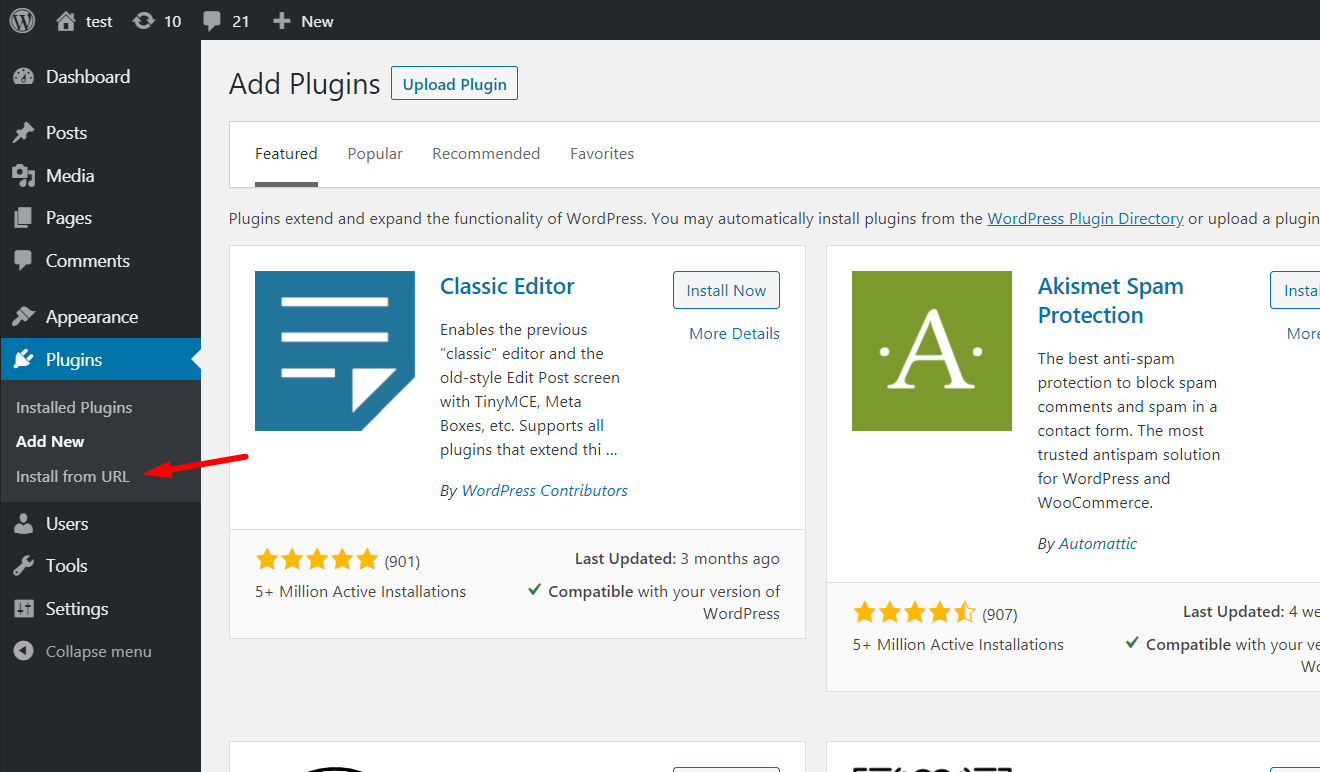 test 10 21 New
Dashboard
Posts
Media
Pages
Comments
Appearance
Plugins
Installed Plugins
Add New
Install from URL
Users
Tools
Settings
Collapse menu
Add Plugins Upload Plugin
Featured Popular Recommended Favorites
Plugins extend and expand the functionality of WordPress. You may automatically install plugins from the WordPress Plugin Directory or upload a plugin
Classic Editor
Install Now
More Details
Enables the previous
"classic" editor and the
old-style Edit Post screen
with TinyMCE, Meta
Boxes, etc. Supports all
plugins that extend thi ...
By WordPress Contributors
(901)
5+ Million Active Installations
Last Updated: 3 months ago
Compatible with your version of
WordPress
A
Akismet Spam
Protection
Instal
More
The best anti-spam
protection to block spam
comments and spam in a
contact form. The most
trusted antispam solution
for WordPress and
WooCommerce.
By Automattic
(907)
5+ Million Active Installations
Last Updated: 4 we
Compatible with your ve
Wo